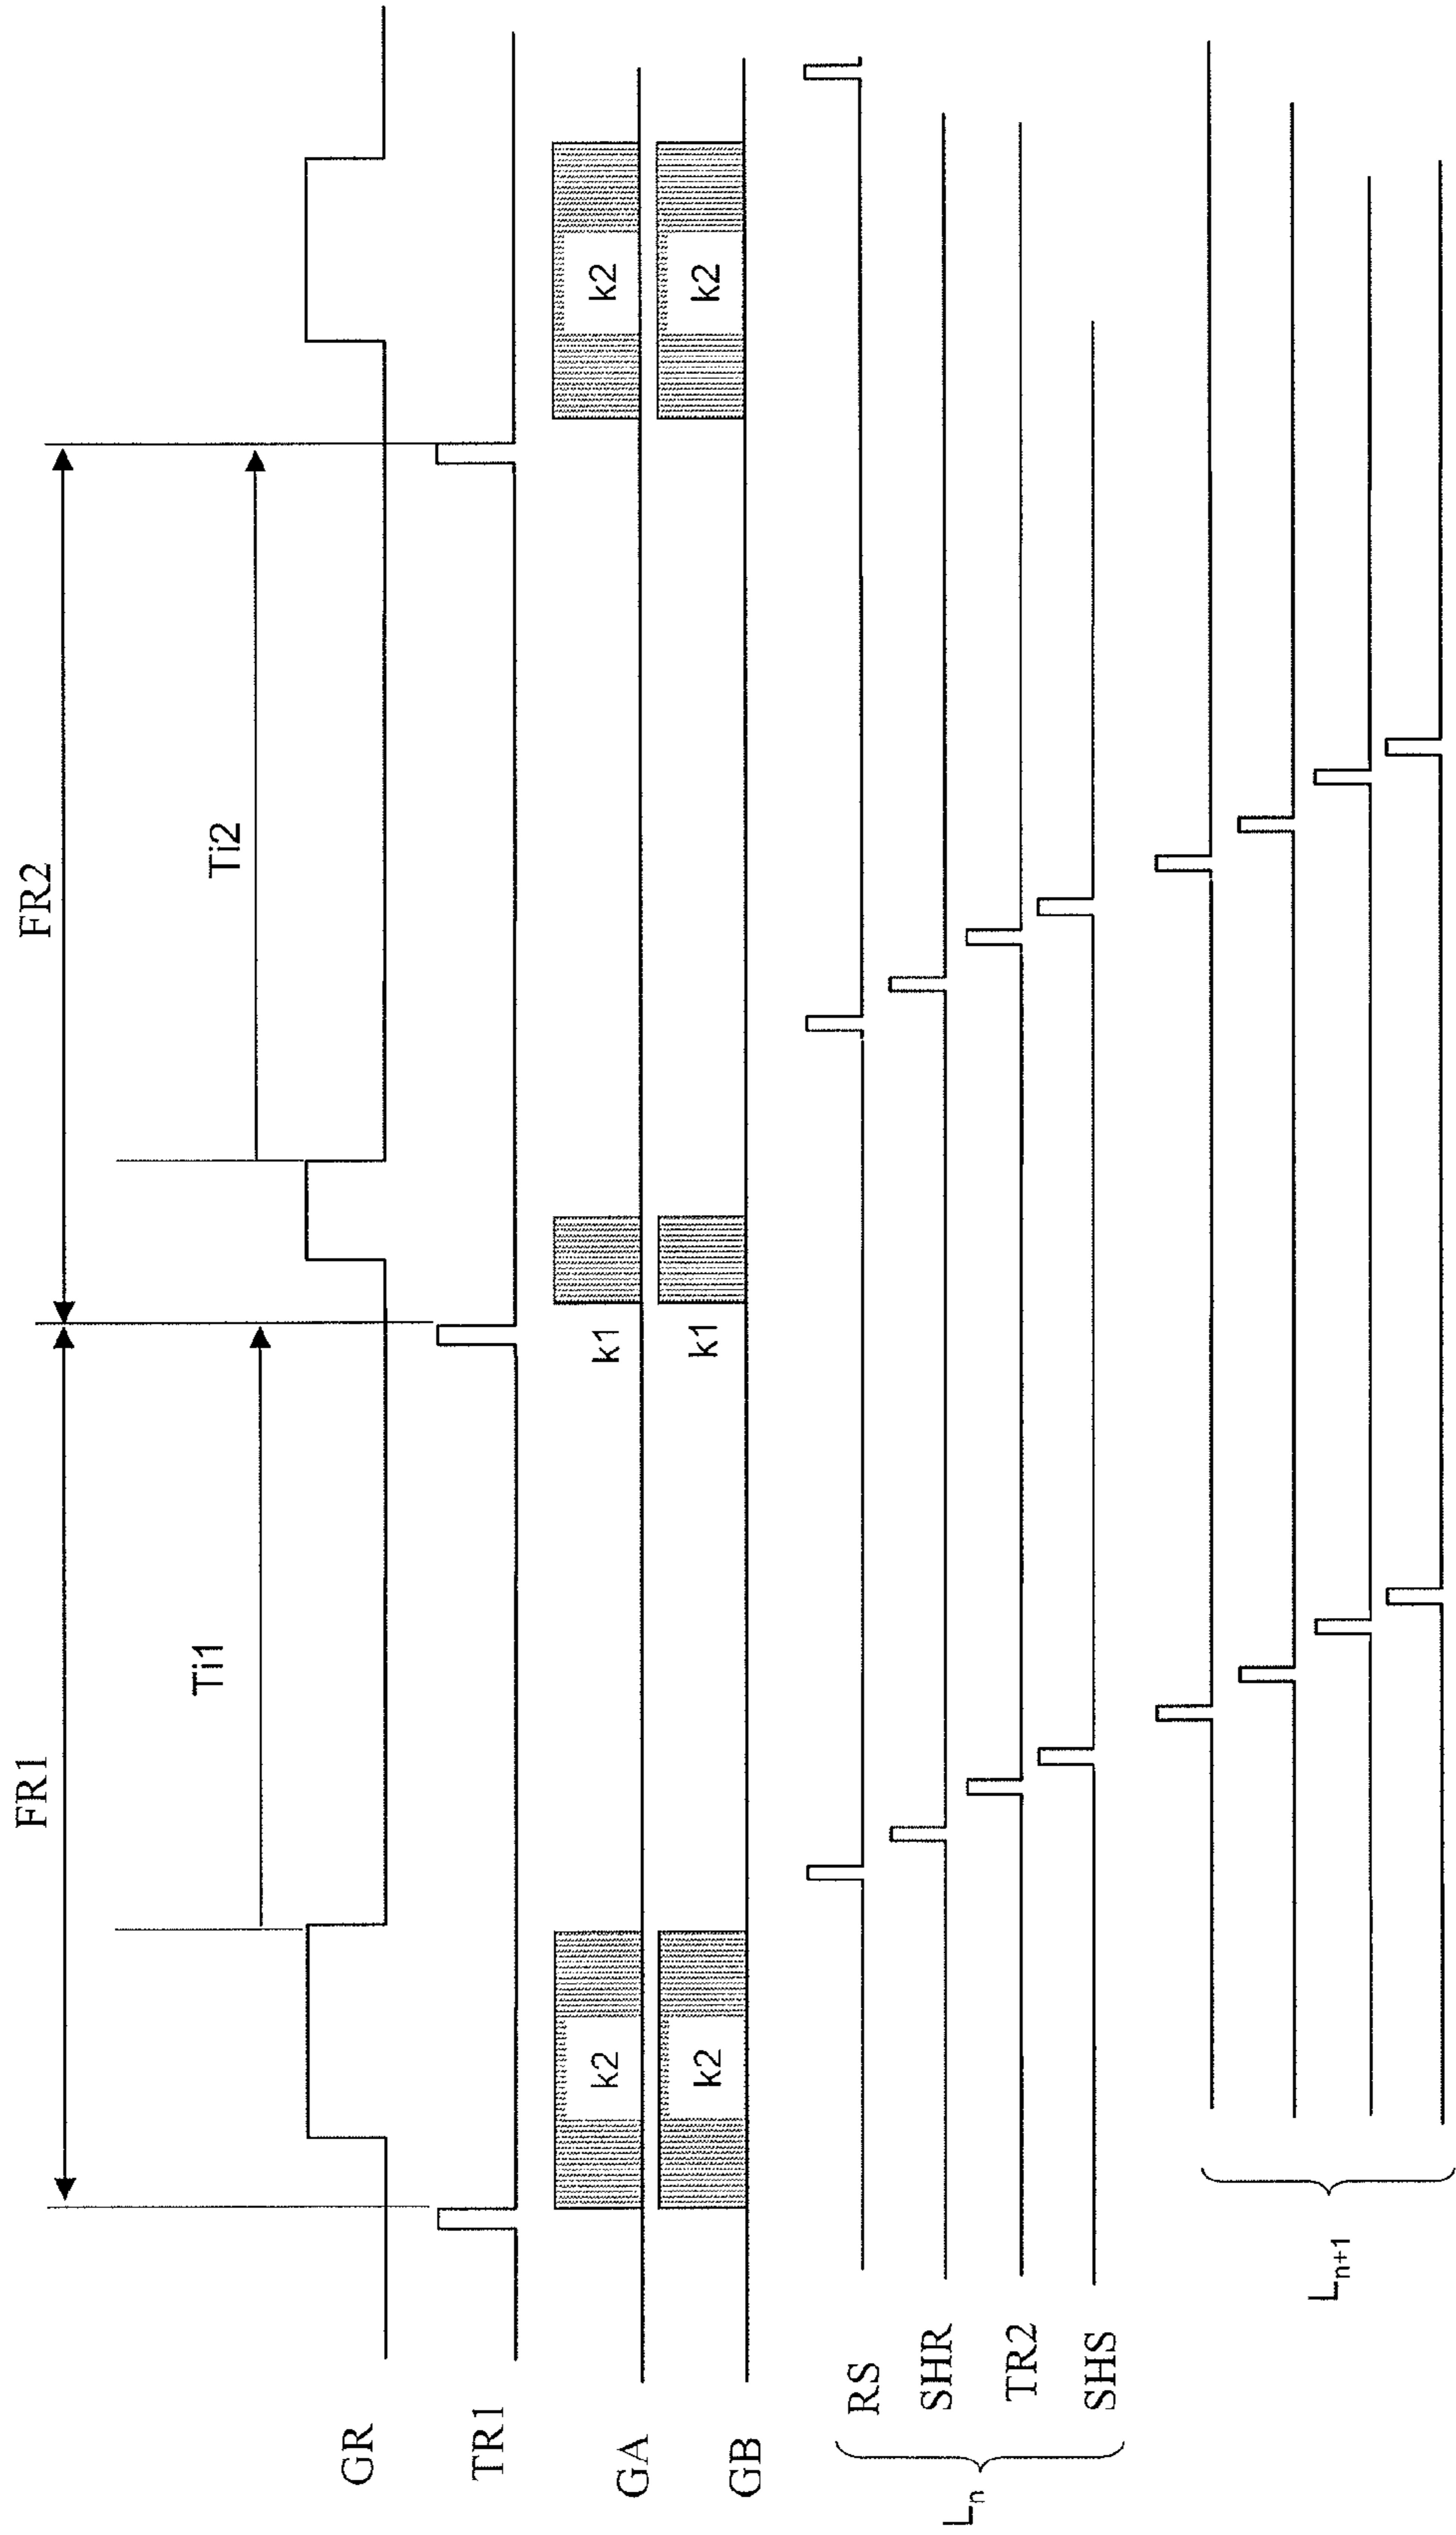 FR1
FR2
Ti1
Ti2
GR
TR1
GA
k2
k1
k2
GB
k2
k1
k2
RS
SHR
TR2
SHS
Ln
Ln+1